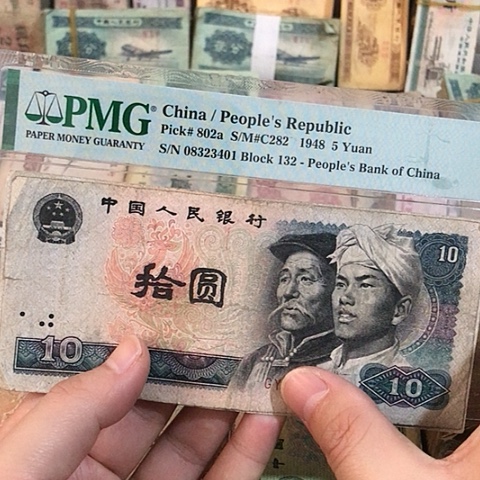 PMG®
PAPER MONEY GUARANTY
China / People's Republic
Pick# 802a S/M#C282 1948 5 Yuan
S/N 08323401 Block 132 - People's Bank of China
中国人民银行
10
拾圆
10
10